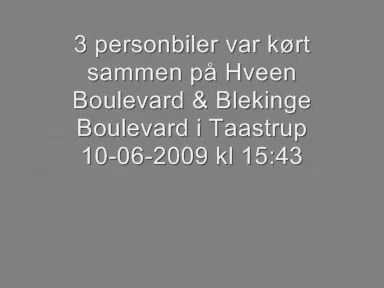 3 personbiler var kørt
sammen på Hveen
Boulevard & Blekinge
Boulevard i Taastrup
10-06-2009 kl 15:43